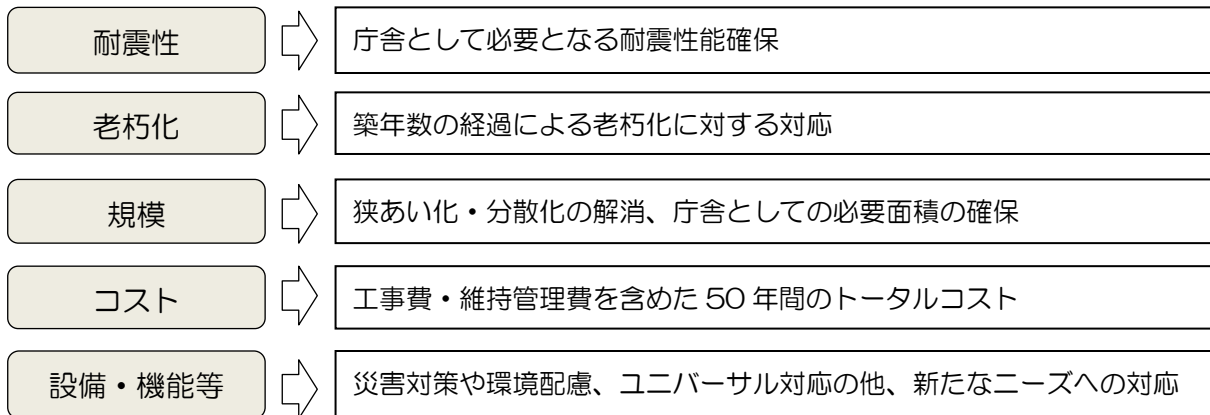 耐震性
庁舎として必要となる耐震性能確保
老朽化
築年数の経過による老朽化に対する対応
規模
狭あい化・分散化の解消、庁舎としての必要面積の確保
コスト
工事費・維持管理費を含めた 50 年間のトータルコスト
設備・機能等
災害対策や環境配慮、ユニバーサル対応の他、新たなニーズへの対応